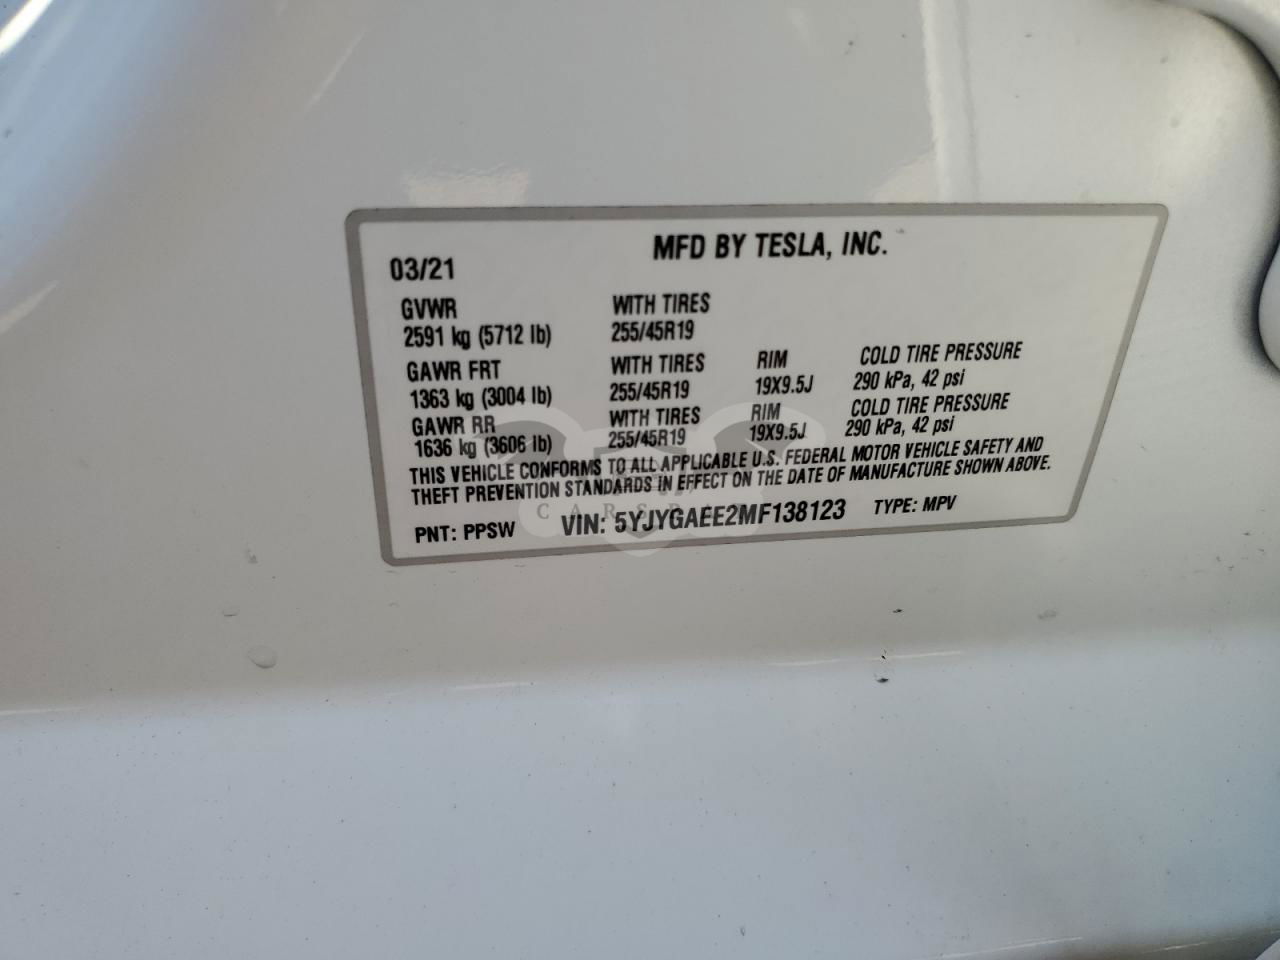 MFD BY TESLA, INC.
03/21
GVWR WITH TIRES
2591 kg (5712 lb) 255/45R19
GAWR FRT WITH TIRES RIM COLD TIRE PRESSURE
1363 kg (3004 lb) 255/45R19 19X9.5J 290 kPa, 42 psi
GAWR RR WITH TIRES RIM COLD TIRE PRESSURE
1636 kg (3606 lb) 255/45R19 19X9.5J 290 kPa, 42 psi
THIS VEHICLE CONFORMS TO ALL APPLICABLE U.S. FEDERAL MOTOR VEHICLE SAFETY AND
THEFT PREVENTION STANDARDS IN EFFECT ON THE DATE OF MANUFACTURE SHOWN ABOVE.
PNT: PPSW VIN: 5YJYGAEE2MF138123 TYPE: MPV